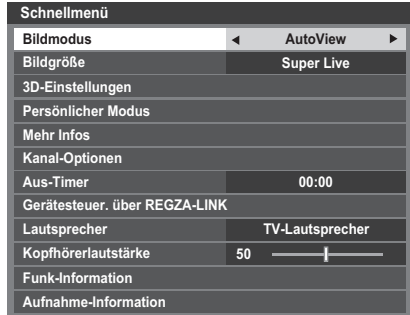 Schnellmenü
Bildmodus ◀ AutoView ▶
Bildgröße Super Live
3D-Einstellungen
Persönlicher Modus
Mehr Infos
Kanal-Optionen
Aus-Timer 00:00
Gerätesteuer. über REGZA-LINK
Lautsprecher TV-Lautsprecher
Kopfhörerlautstärke 50
Funk-Information
Aufnahme-Information